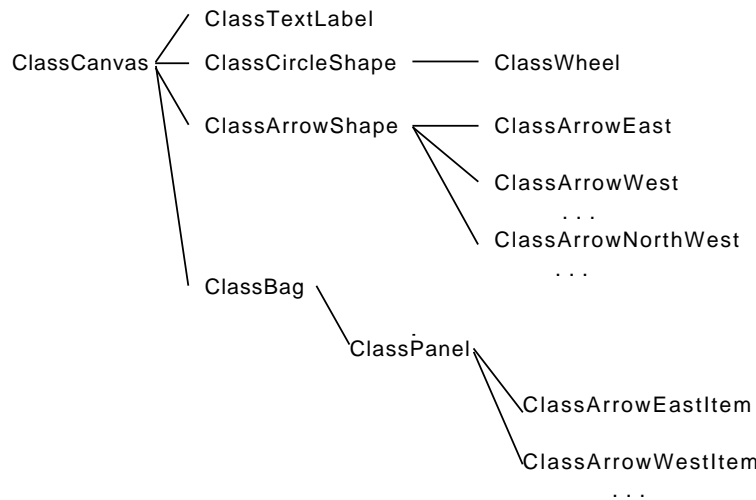 ClassTextLabel
ClassCanvas ClassCircleShape ClassWheel
ClassArrowShape ClassArrowEast
ClassArrowWest
. . .
ClassArrowNorthWest
. . .
ClassBag
ClassPanel
ClassArrowEastItem
ClassArrowWestItem
. . .